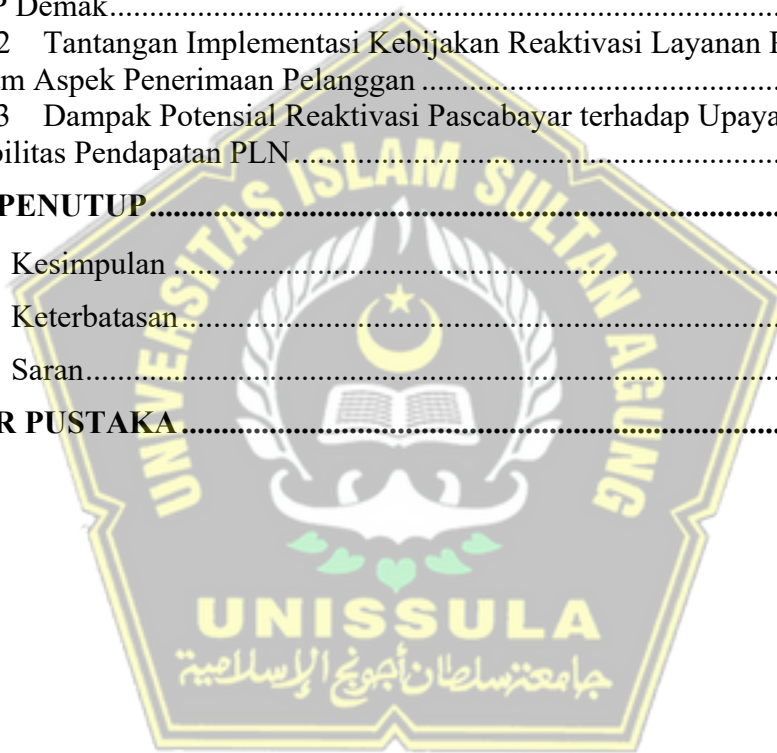 P Demak....................................................................................
2 Tantangan Implementasi Kebijakan Reaktivasi Layanan
am Aspek Penerimaan Pelanggan .............................................
3 Dampak Potensial Reaktivasi Pascabayar terhadap Upaya
bilitas Pendapatan PLN..............................................................
PENUTUP..................................................................................
Kesimpulan ................................................................................
Keterbatasan...............................................................................
Saran...........................................................................................
R PUSTAKA..............................................................................
UNIVERSITAS ISLAM SULTAN AGUNG
UNISSULA
جامعة سلطان أجونج الإسلامية